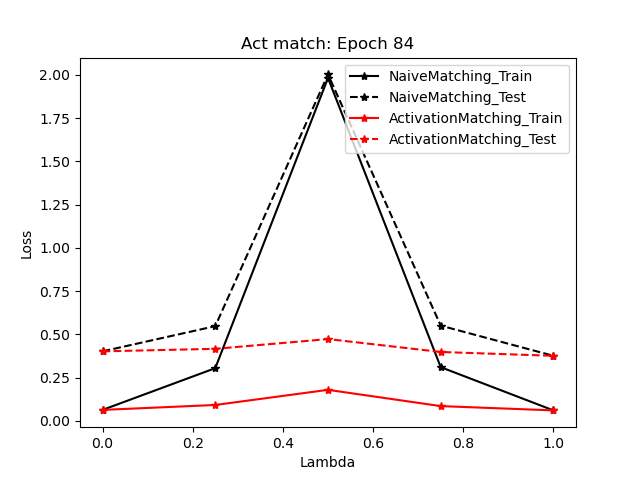 Act match: Epoch 84
NaiveMatching_Train
NaiveMatching_Test
ActivationMatching_Train
ActivationMatching_Test
2.00
1.75
1.50
1.25
1.00
0.75
0.50
0.25
0.00
Loss
0.0 0.2 0.4 0.6 0.8 1.0
Lambda